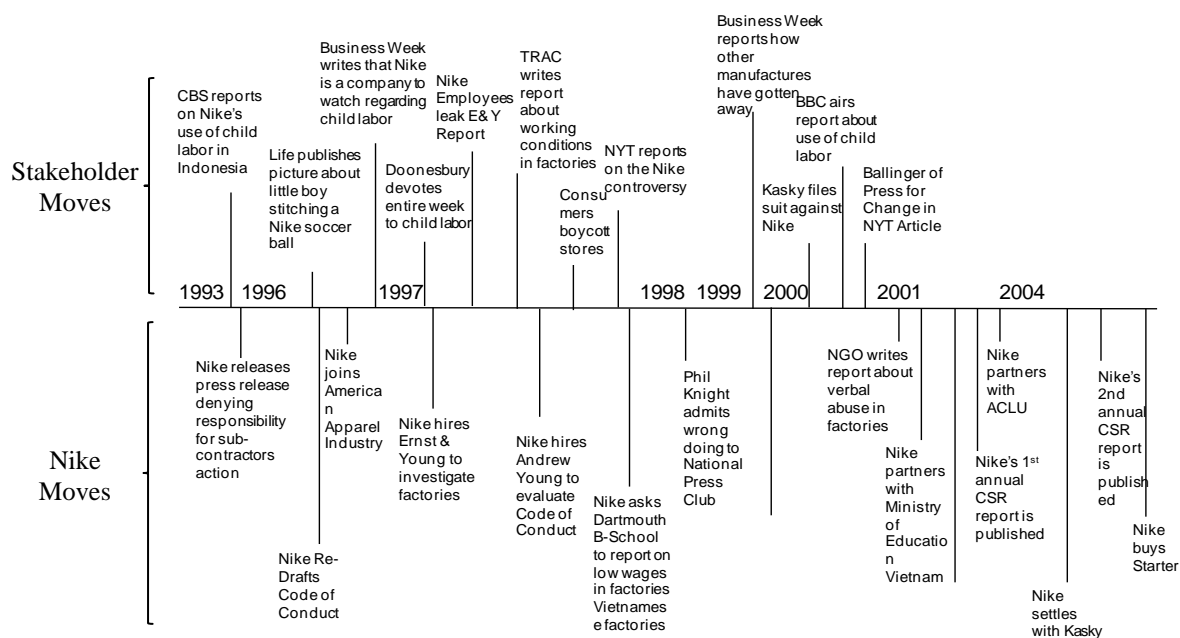 Stakeholder
Moves
CBS reports
on Nike's
use of child
labor in
Indonesia
Life publishes
picture about
little boy
stitching a
Nike soccer
ball
Business Week
writes that Nike
is a company to
watch regarding
child labor
Doonesbury
devotes
entire week
to child labor
Nike
Employees
leak E&Y
Report
TRAC
writes
report
about
working
conditions
in factories
Consu
mers
boycott
stores
NYT reports
on the Nike
controversy
Business Week
reports how
other
manufactures
have gotten
away
Kasky files
suit against
Nike
BBC airs
report about
use of child
labor
Ballinger of
Press for
Change in
NYT Article
1993 1996 1997 1998 1999 2000 2001 2004
Nike
Moves
Nike releases
press release
denying
responsibility
for sub-
contractors
action
Nike Re-
Drafts
Code of
Conduct
Nike
joins
America
n
Apparel
Industry
Nike hires
Ernst &
Young to
investigate
factories
Nike hires
Andrew
Young to
evaluate
Code of
Conduct
Nike asks
Dartmouth
B-School
to report on
low wages
in factories
Vietnames
e factories
Phil
Knight
admits
wrong
doing to
National
Press
Club
NGO writes
report about
verbal
abuse in
factories
Nike
partners
with
Ministry
of
Educatio
n
Vietnam
Nike's 1st
annual
CSR
report is
published
Nike
partners
with
ACLU
Nike
settles
with Kasky
Nike's
2nd
annual
CSR
report
is
publish
ed
Nike
buys
Starter